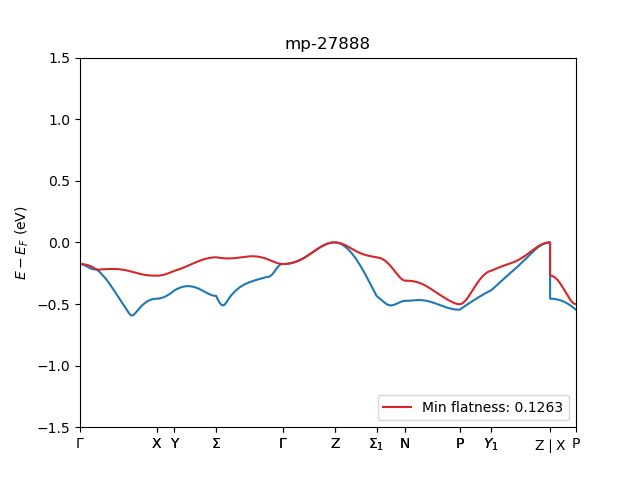 mp-27888
E − E_F (eV)
1.5
1.0
0.5
0.0
−0.5
−1.0
−1.5
Min flatness: 0.1263
Γ X Y Σ Γ Z Σ₁ N P Y₁ Z | X P